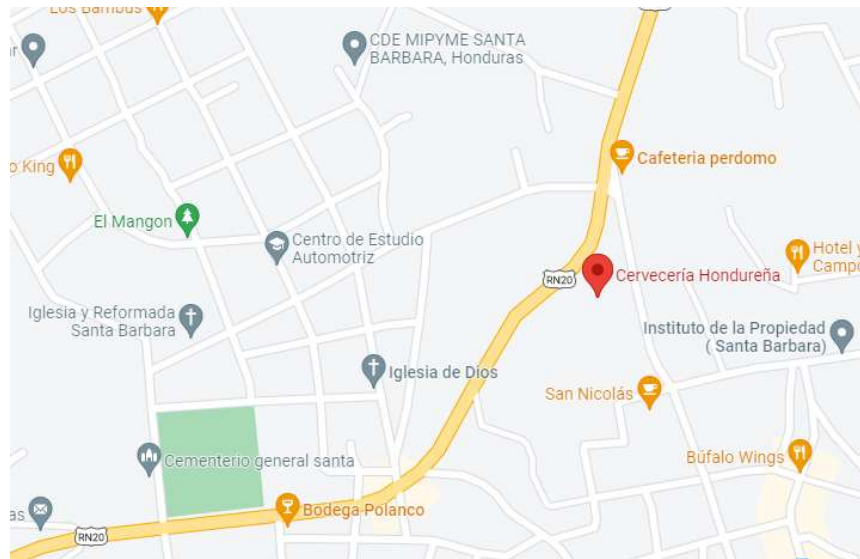 Los Bambus
CDE MIPYME SANTA
BARBARA, Honduras
King
Cafeteria perdomo
El Mangon
Centro de Estudio
Automotriz
Hotel y
Campo
RN20
Cervecería Hondureña
Iglesia y Reformada
Santa Barbara
Instituto de la Propiedad
( Santa Barbara)
Iglesia de Dios
San Nicolás
Cementerio general santa
Búfalo Wings
as
Bodega Polanco
RN20